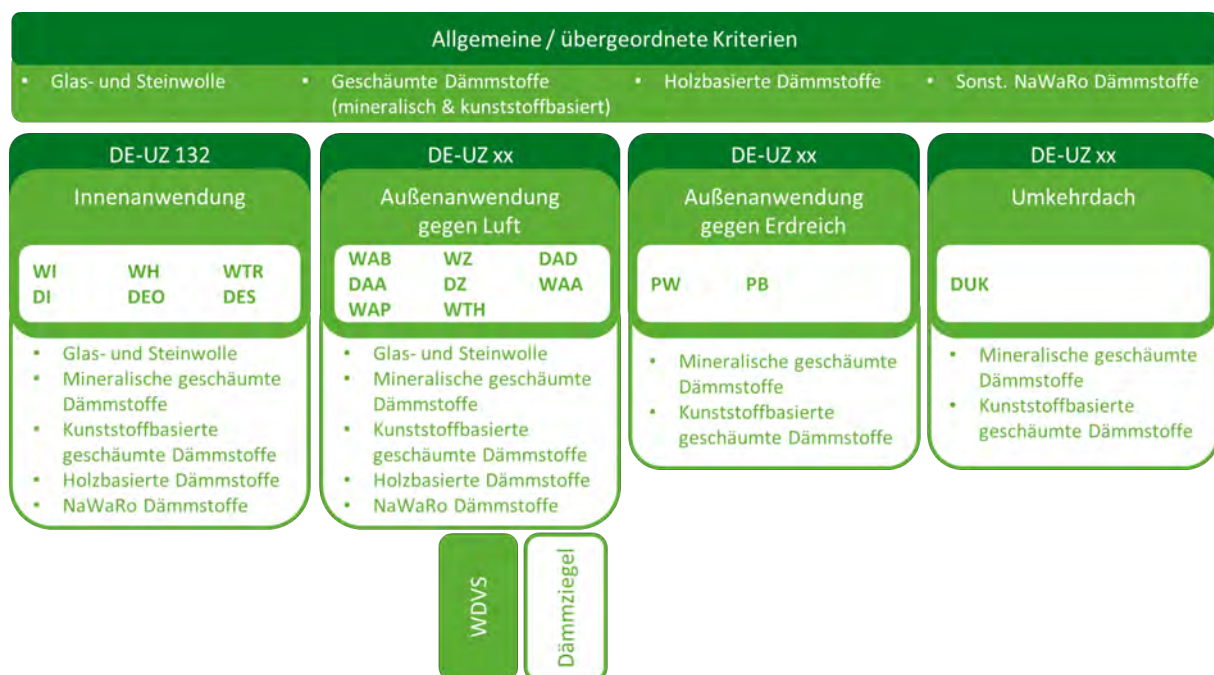 Allgemeine / übergeordnete Kriterien
• Glas- und Steinwolle
• Geschäumte Dämmstoffe
(mineralisch & kunststoffbasiert)
• Holzbasierte Dämmstoffe
• Sonst. NaWaRo Dämmstoffe
DE-UZ 132
Innenanwendung
WI WH WTR
DI DEO DES
• Glas- und Steinwolle
• Mineralische geschäumte
Dämmstoffe
• Kunststoffbasierte
geschäumte Dämmstoffe
• Holzbasierte Dämmstoffe
• NaWaRo Dämmstoffe
DE-UZ xx
Außenanwendung
gegen Luft
WAB WZ DAD
DAA DZ WAA
WAP WTH
• Glas- und Steinwolle
• Mineralische geschäumte
Dämmstoffe
• Kunststoffbasierte
geschäumte Dämmstoffe
• Holzbasierte Dämmstoffe
• NaWaRo Dämmstoffe
WDVS
Dämmziegel
DE-UZ xx
Außenanwendung
gegen Erdreich
PW PB
• Mineralische geschäumte
Dämmstoffe
• Kunststoffbasierte
geschäumte Dämmstoffe
DE-UZ xx
Umkehrdach
DUK
• Mineralische geschäumte
Dämmstoffe
• Kunststoffbasierte
geschäumte Dämmstoffe